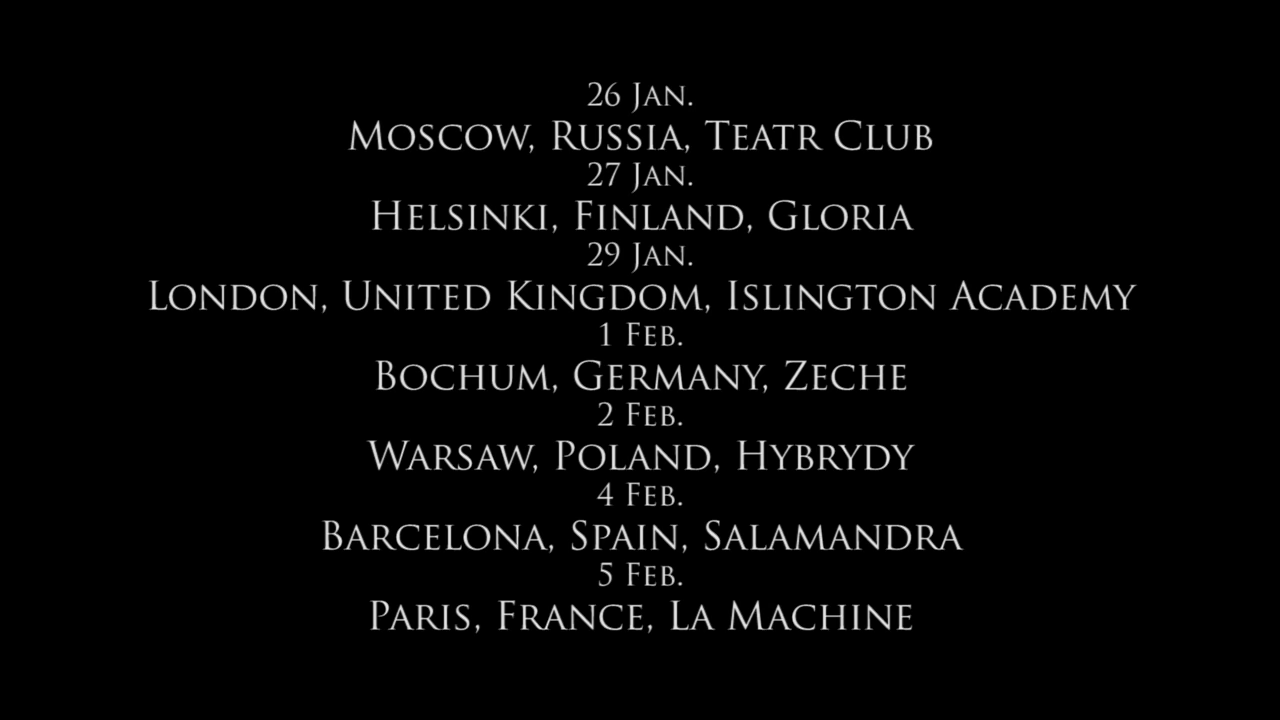 26 Jan.
Moscow, Russia, Teatr Club
27 Jan.
Helsinki, Finland, Gloria
29 Jan.
London, United Kingdom, Islington Academy
1 Feb.
Bochum, Germany, Zeche
2 Feb.
Warsaw, Poland, Hybrydy
4 Feb.
Barcelona, Spain, Salamandra
5 Feb.
Paris, France, La Machine